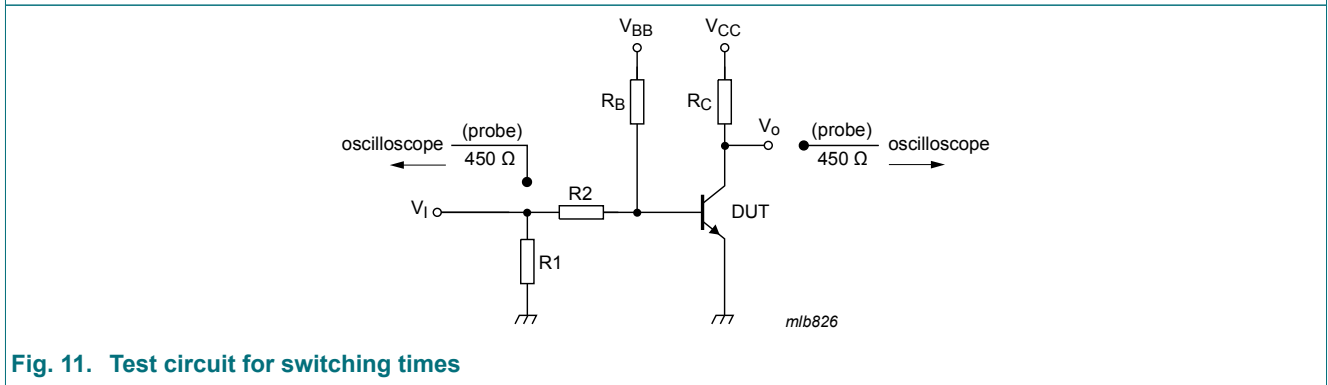 VBB
VCC
RB
RC
Vo
oscilloscope
(probe)
450 Ω
(probe)
450 Ω
oscilloscope
R2
VI
DUT
R1
mlb826
Fig. 11. Test circuit for switching times